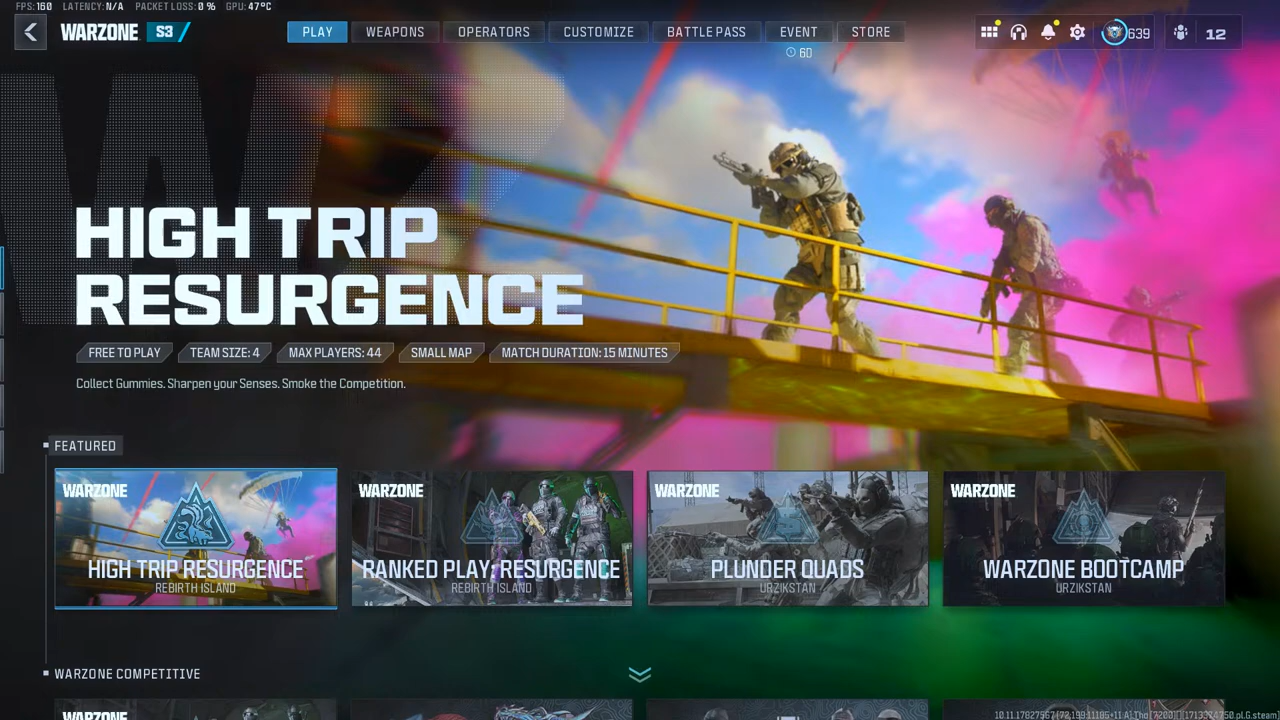 FPS: 160 LATENCY: N/A PACKET LOSS: 0 % GPU: 47°C
WARZONE S3 PLAY WEAPONS OPERATORS CUSTOMIZE BATTLE PASS EVENT STORE 639 12
60
HIGH TRIP
RESURGENCE
FREE TO PLAY TEAM SIZE: 4 MAX PLAYERS: 44 SMALL MAP MATCH DURATION: 15 MINUTES
Collect Gummies. Sharpen your Senses. Smoke the Competition.
FEATURED
WARZONE
HIGH TRIP RESURGENCE
REBIRTH ISLAND
WARZONE
RANKED PLAY: RESURGENCE
REBIRTH ISLAND
WARZONE
PLUNDER QUADS
URZIKSTAN
WARZONE
WARZONE BOOTCAMP
URZIKSTAN
WARZONE COMPETITIVE
WARZONE